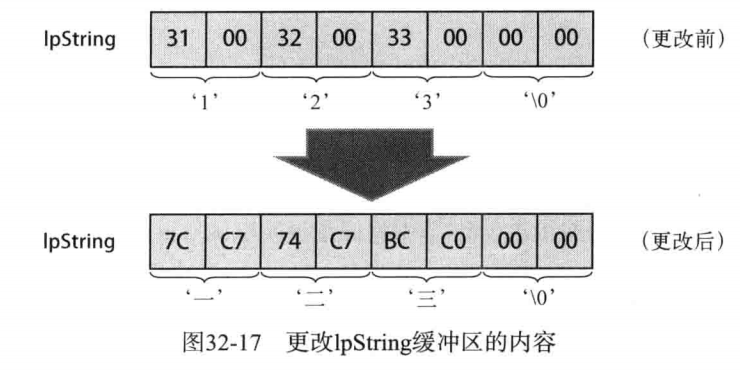 lpString 31 00 32 00 33 00 00 00 (更改前)
‘1’ ‘2’ ‘3’ ‘\0’
lpString 7C C7 74 C7 BC C0 00 00 (更改后)
‘一’ ‘二’ ‘三’ ‘\0’
图32-17 更改lpString缓冲区的内容